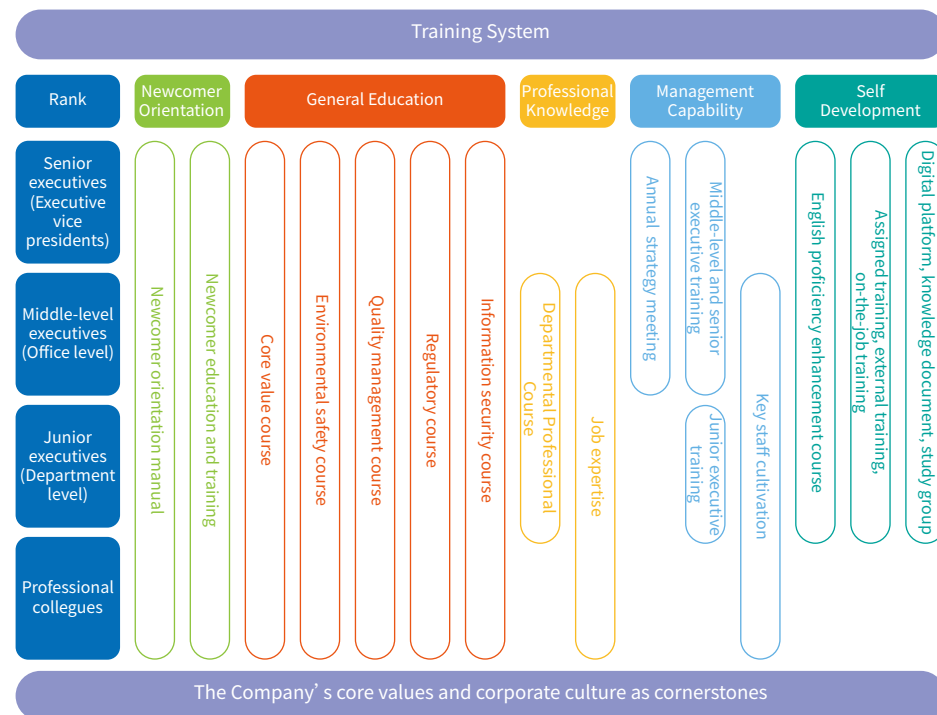 Training System
Rank
Newcomer
Orientation
General Education
Professional
Knowledge
Management
Capability
Self
Development
Senior
executives
(Executive
vice
presidents)
Middle-level
executives
(Office level)
Junior
executives
(Department
level)
Professional
collegues
Newcomer orientation manual
Newcomer education and training
Core value course
Environmental safety course
Quality management course
Regulatory course
Information security course
Departmental Professional
Course
Job expertise
Annual strategy meeting
Middle-level and senior
executive training
Junior executive
training
Key staff cultivation
English proficiency enhancement course
Assigned training, external training,
on-the-job training
Digital platform, knowledge document, study group
The Company's core values and corporate culture as cornerstones